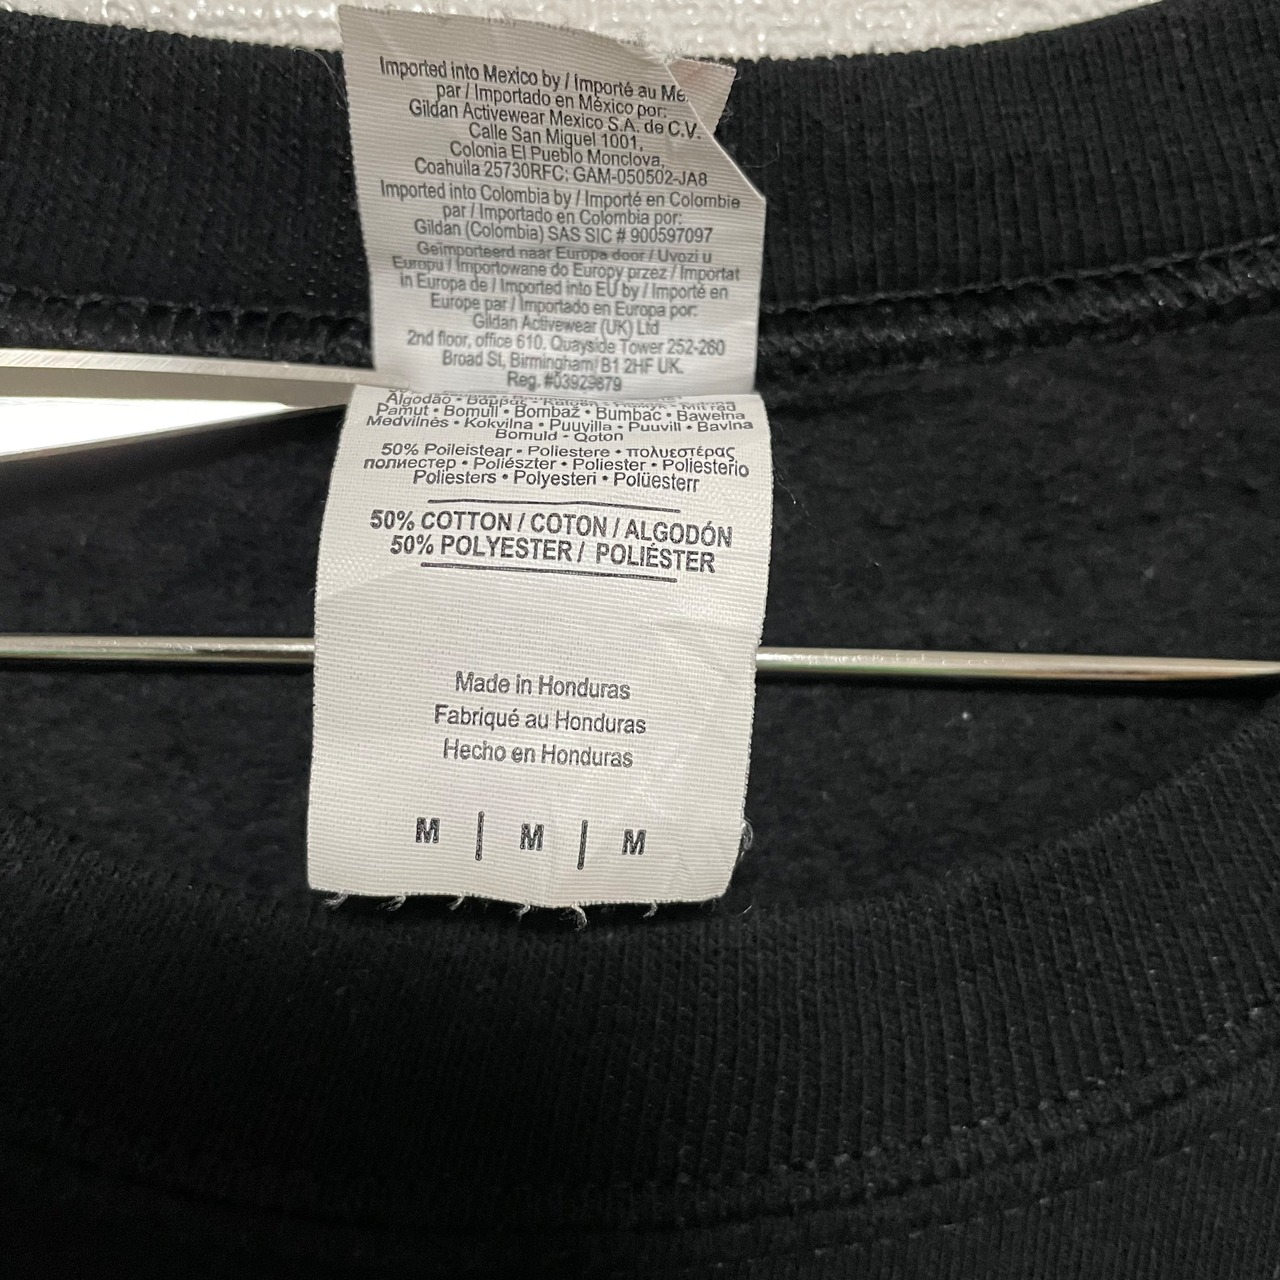 Imported into Mexico by / Importé au Me
par / Importado en México por:
Gildan Activewear Mexico S.A. de C.V.
Calle San Miguel 1001,
Colonia El Pueblo Monclova,
Coahuila 25730RFC: GAM-050502-JA8
Imported into Colombia by / Importé en Colombie
par / Importado en Colombia por:
Gildan (Colombia) SAS SIC # 900597097
Geïmporteerd naar Europa door / Uvozi u
Europu / Importowane do Europy przez / Importat
in Europa de / Imported into EU by / Importé en
Europe par / Importado en Europa por:
Gildan Activewear (UK) Ltd
2nd floor, office 610. Quayside Tower 252-260
Broad St, Birmingham B1 2HF UK.
Reg. #03929879
Algodão •
Pamut • Bomull • Bombaž • Bumbac • Bawełna
Medvilnės • Kokvilna • Puuvilla • Puuvill • Bavlna
Bomuld - Qoton
50% Poileistear • Poliestere • πολυεστέρας
полиестер • Poliészter • Poliester • Poliesterio
Poliesters • Polyesteri • Polüesterr
50% COTTON / COTON / ALGODÓN
50% POLYESTER / POLIÉSTER
Made in Honduras
Fabriqué au Honduras
Hecho en Honduras
M | M | M